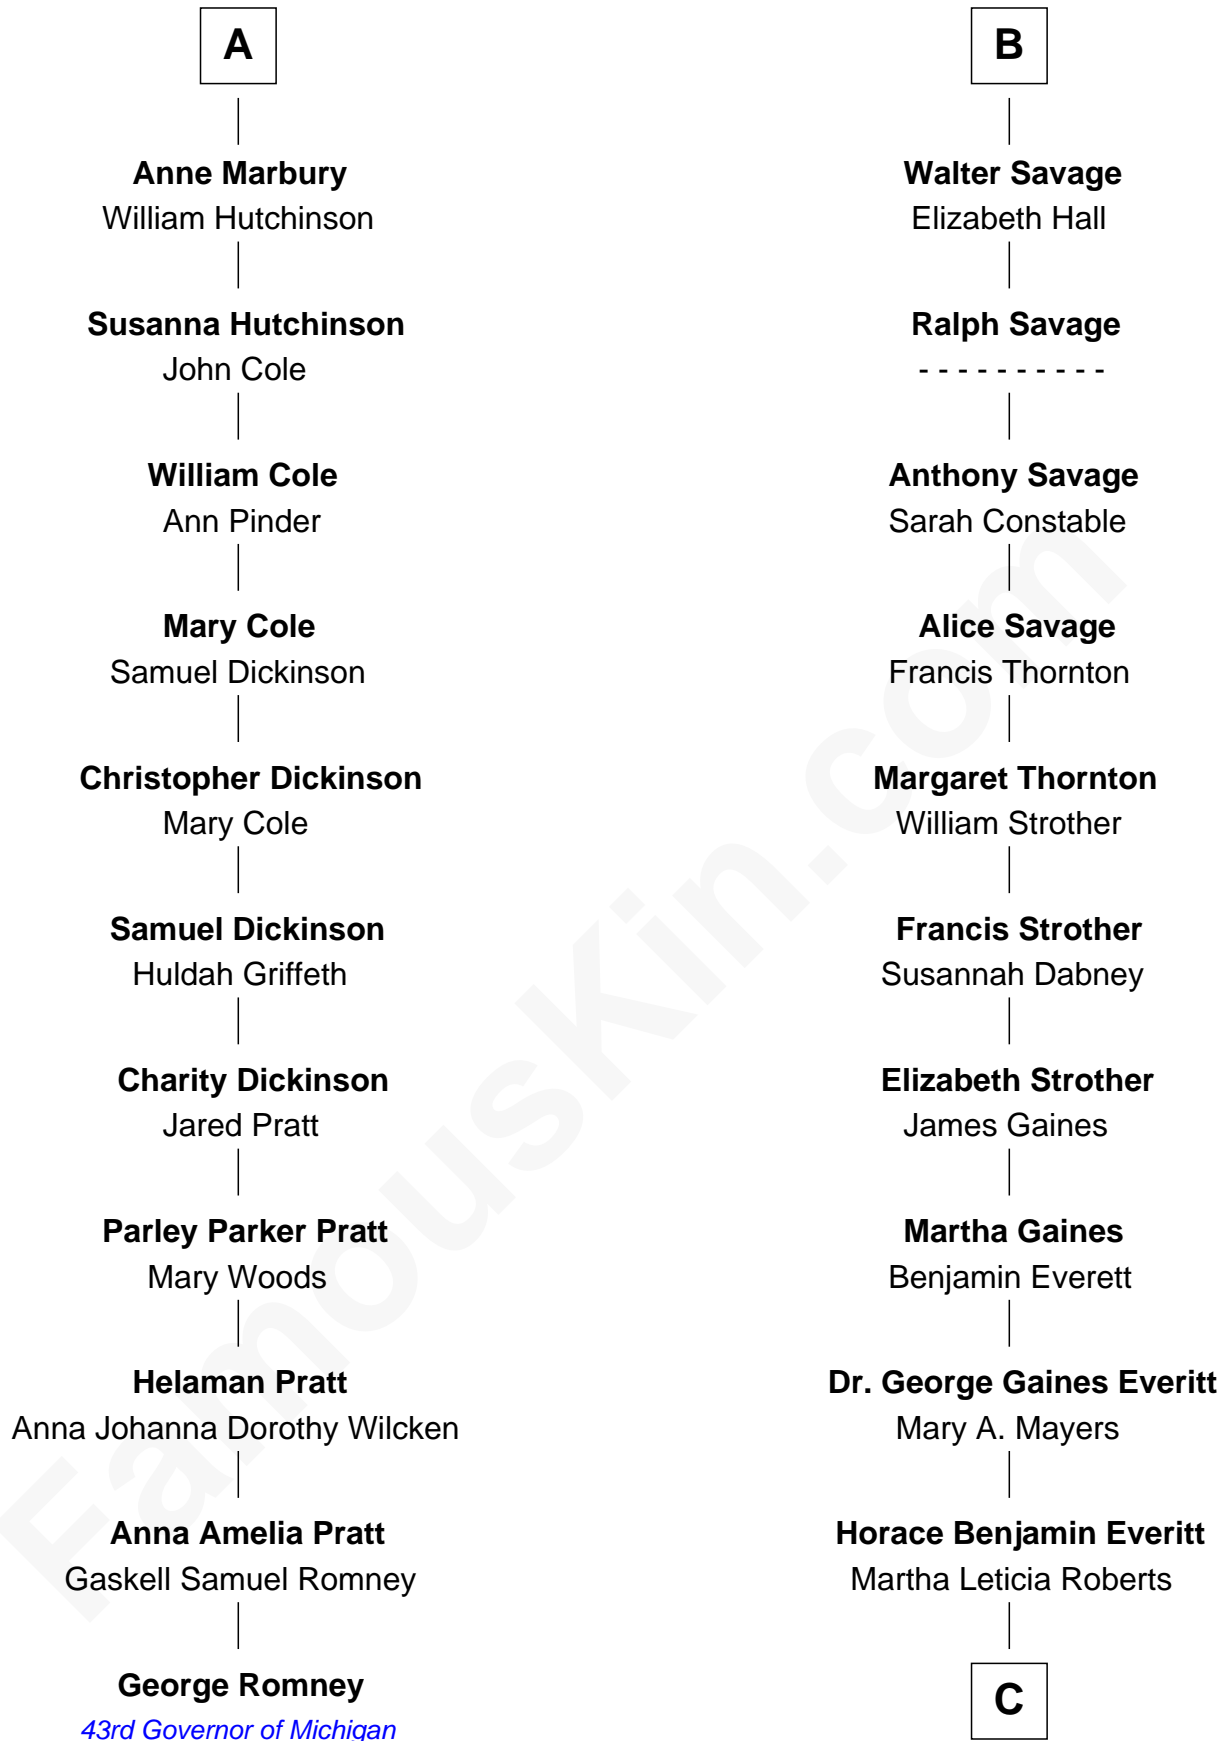 A
Anne Marbury
William Hutchinson
Susanna Hutchinson
John Cole
William Cole
Ann Pinder
Mary Cole
Samuel Dickinson
Christopher Dickinson
Mary Cole
Samuel Dickinson
Huldah Griffeth
Charity Dickinson
Jared Pratt
Parley Parker Pratt
Mary Woods
Helaman Pratt
Anna Johanna Dorothy Wilcken
Anna Amelia Pratt
Gaskell Samuel Romney
George Romney
43rd Governor of Michigan
B
Walter Savage
Elizabeth Hall
Ralph Savage
- - - - - - - - - -
Anthony Savage
Sarah Constable
Alice Savage
Francis Thornton
Margaret Thornton
William Strother
Francis Strother
Susannah Dabney
Elizabeth Strother
James Gaines
Martha Gaines
Benjamin Everett
Dr. George Gaines Everitt
Mary A. Mayers
Horace Benjamin Everitt
Martha Leticia Roberts
C
FamousKin.com